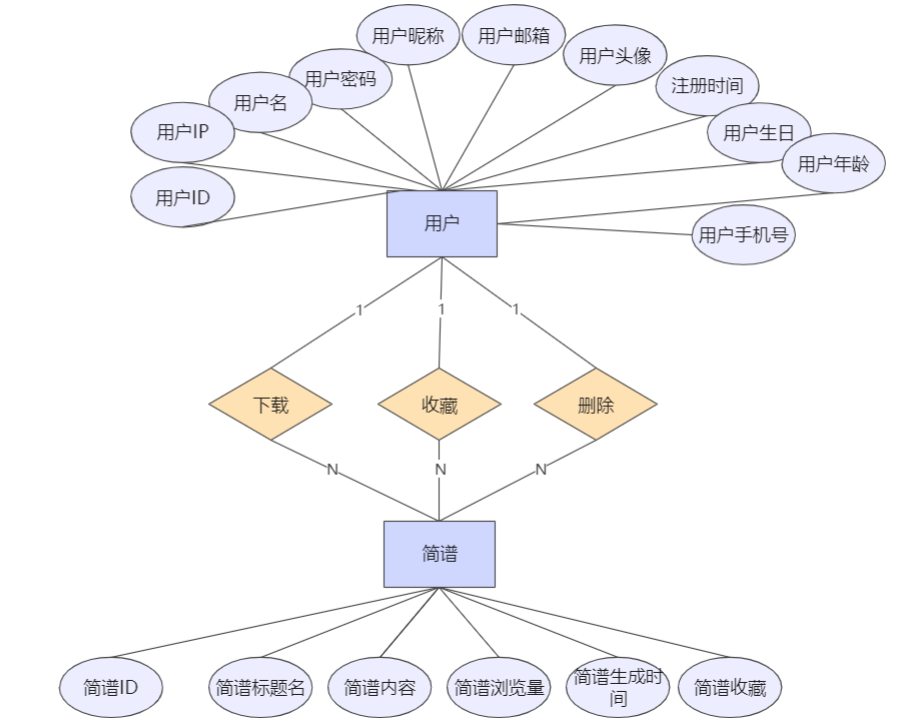 用户昵称
用户邮箱
用户头像
用户密码
注册时间
用户名
用户IP
用户生日
用户年龄
用户ID
用户
用户手机号
1
1
1
下载
收藏
删除
N
N
N
简谱
简谱ID
简谱标题名
简谱内容
简谱浏览量
简谱生成时
间
简谱收藏